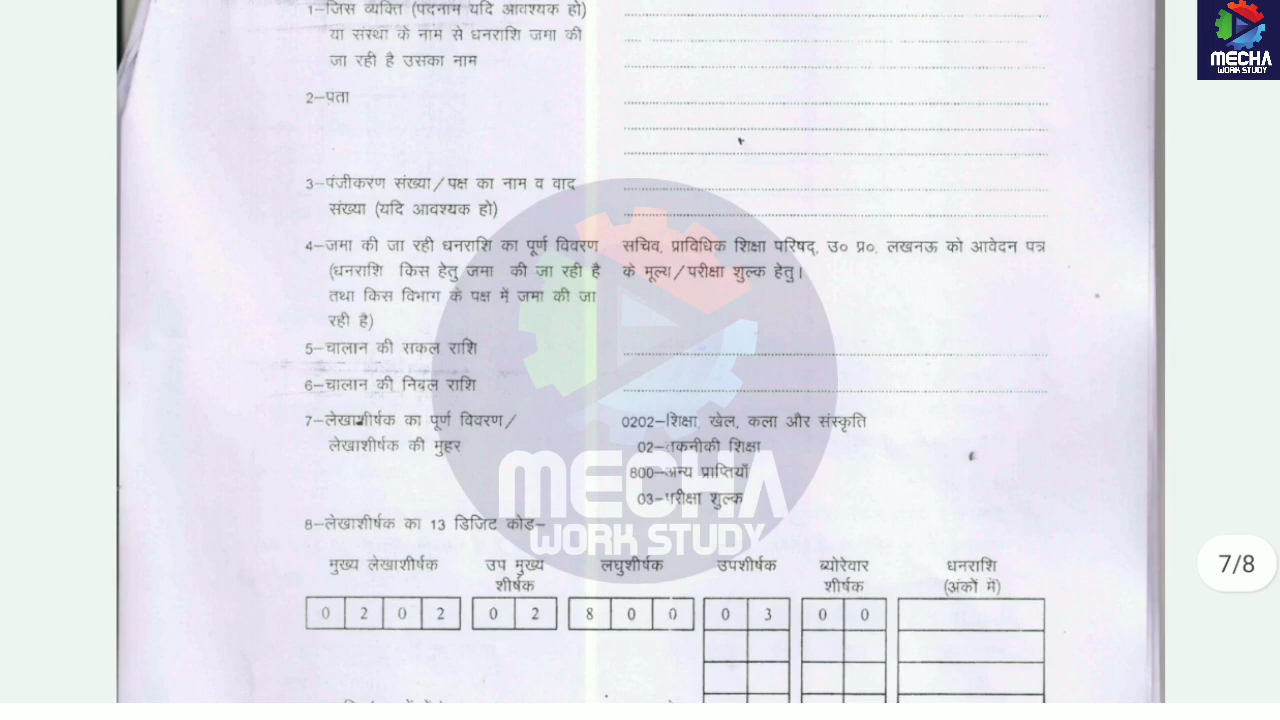 1–जिस व्यक्ति (पदनाम यदि आवश्यक हो)
या संस्था के नाम से धनराशि जमा की
जा रही है उसका नाम
MECHA
WORK STUDY
2–पता
3–पंजीकरण संख्या/पक्ष का नाम व वाद
संख्या (यदि आवश्यक हो)
4–जमा की जा रही धनराशि का पूर्ण विवरण
(धनराशि किस हेतु जमा की जा रही है
तथा किस विभाग के पक्ष में जमा की जा
रही है)
सचिव, प्राविधिक शिक्षा परिषद्, उ० प्र०, लखनऊ को आवेदन पत्र
के मूल्य/परीक्षा शुल्क हेतु।
5–चालान की सकल राशि
6–चालान की निबल राशि
7–लेखाशीर्षक का पूर्ण विवरण/
लेखाशीर्षक की मुहर
0202–शिक्षा, खेल, कला और संस्कृति
02–तकनीकी शिक्षा
800–अन्य प्राप्तियाँ
03–परीक्षा शुल्क
MECHA
WORK STUDY
8–लेखाशीर्षक का 13 डिजिट कोड–
मुख्य लेखाशीर्षक उप मुख्य लघुशीर्षक उपशीर्षक ब्योरेवार धनराशि
शीर्षक शीर्षक (अंकों में)
0 2 0 2 0 2 8 0 0 0 3 0 0
7/8